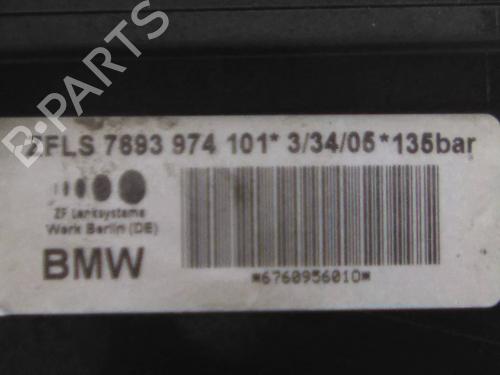 ZFLS 7693 974 101* 3/34/05*135bar
ZF Lenksysteme
Werk Berlin (DE)
BMW
*6760956010*
B-PARTS